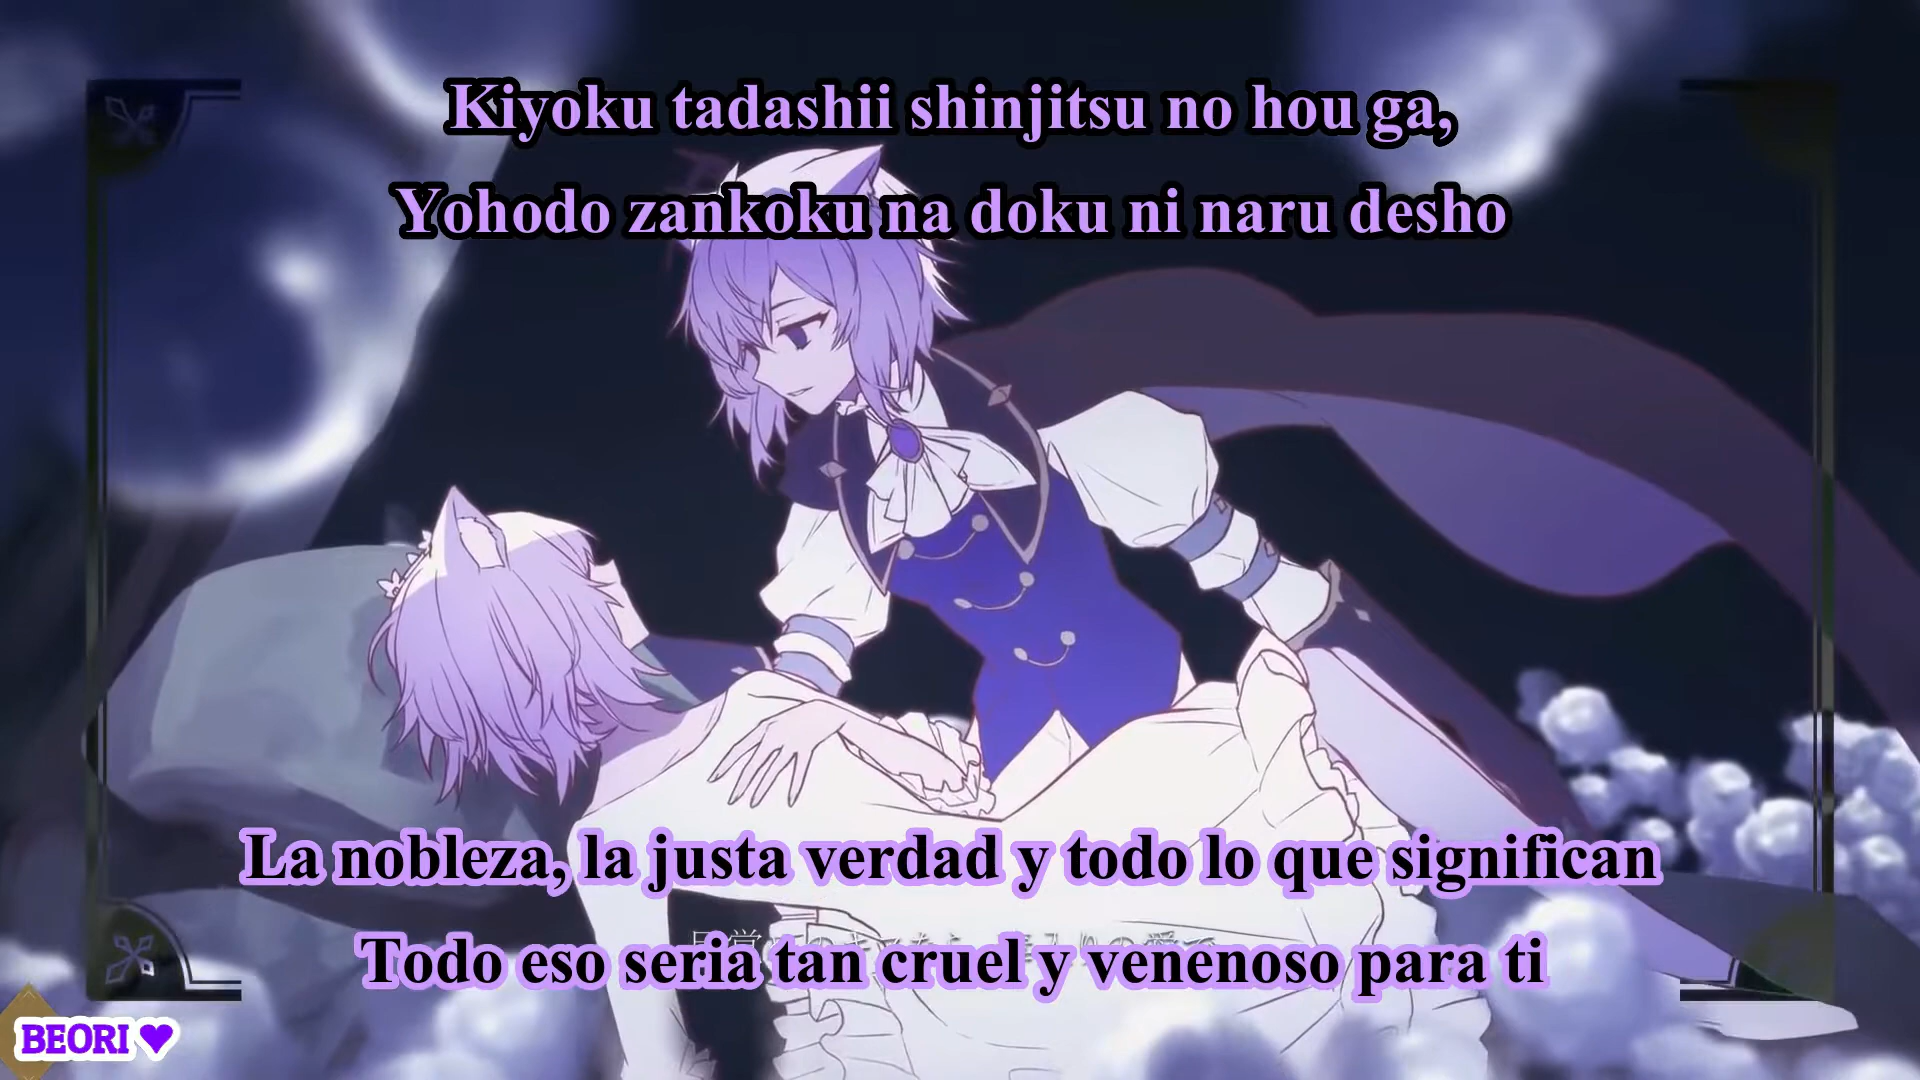 Kiyoku tadashii shinjitsu no hou ga,
Yohodo zankoku na doku ni naru desho
La nobleza, la justa verdad y todo lo que significan
Todo eso seria tan cruel y venenoso para ti
BEORI